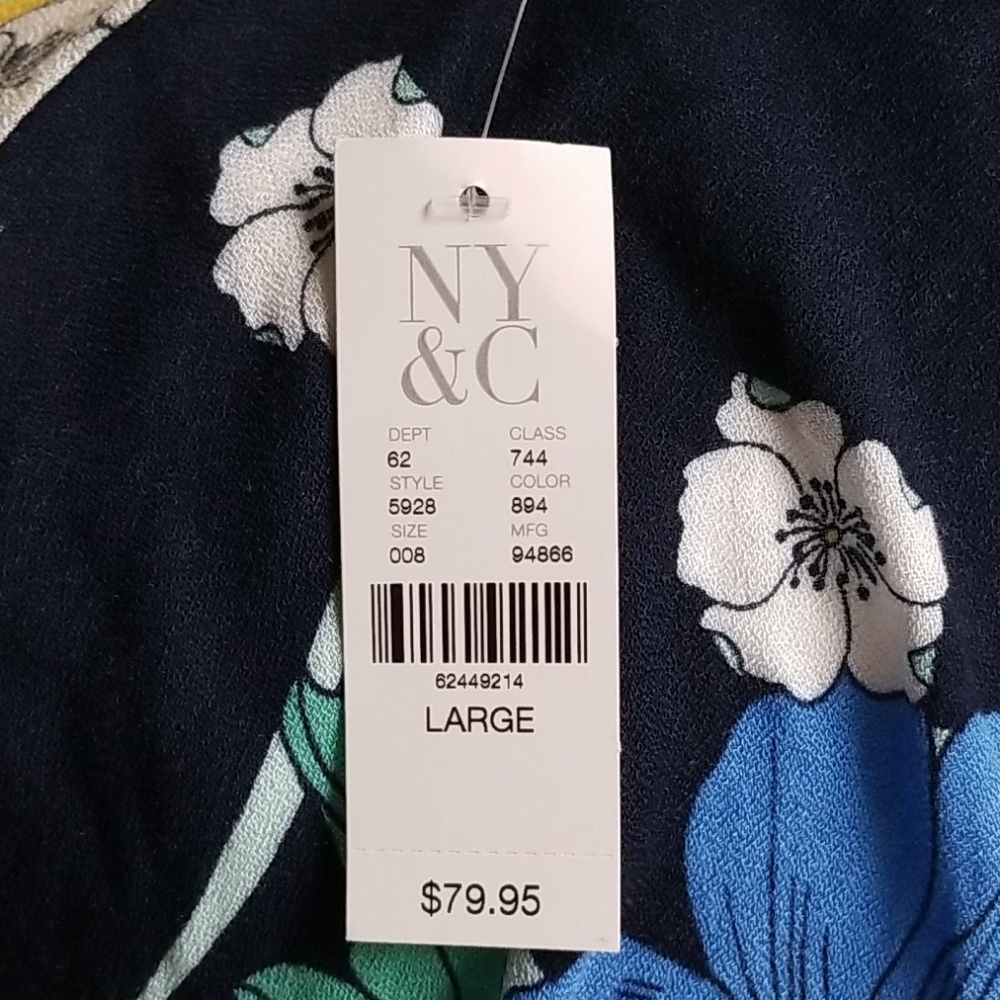 NY
&C
DEPT CLASS
62 744
STYLE COLOR
5928 894
SIZE MFG
008 94866
62449214
LARGE
$79.95